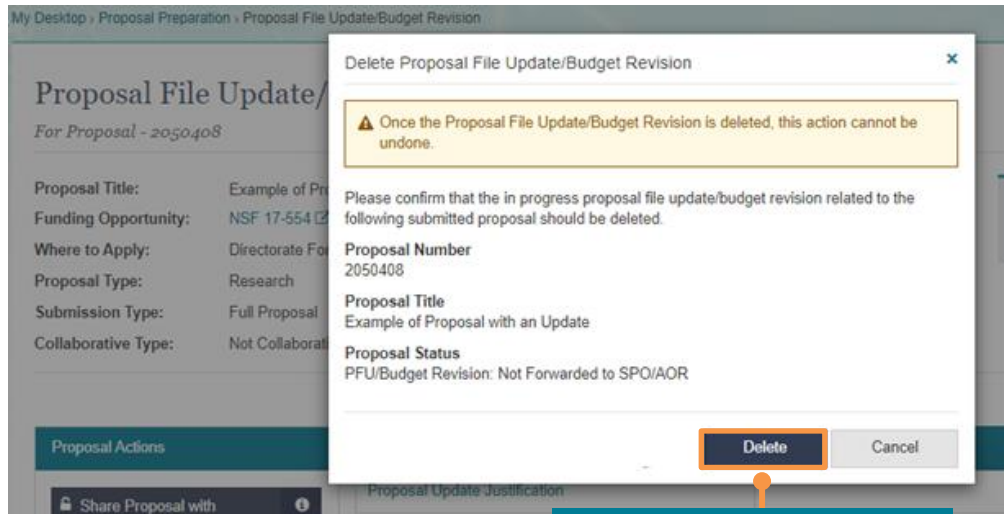 My Desktop › Proposal Preparation › Proposal File Update/Budget Revision
Proposal File Update/
For Proposal - 2050408
Proposal Title: Example of
Funding Opportunity: NSF 17-554
Where to Apply: Directorate
Proposal Type: Research
Submission Type: Full Proposal
Collaborative Type: Not
Proposal Actions
Share Proposal with
Delete Proposal File Update/Budget Revision
Once the Proposal File Update/Budget Revision is deleted, this action cannot be
undone.
Please confirm that the in progress proposal file update/budget revision related to the
following submitted proposal should be deleted.
Proposal Number
2050408
Proposal Title
Example of Proposal with an Update
Proposal Status
PFU/Budget Revision: Not Forwarded to SPO/AOR
Delete Cancel
Proposal Update Justification